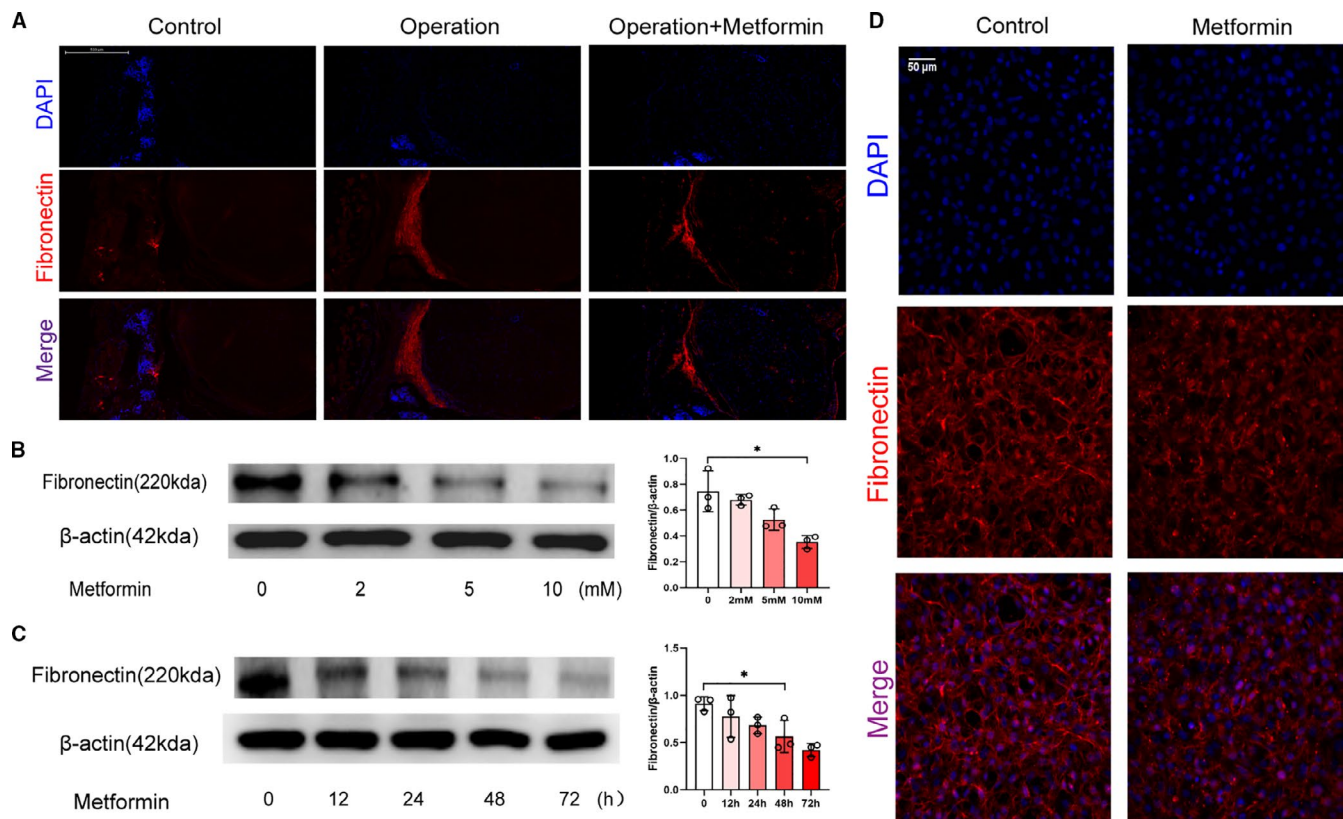 A
Control
Operation
Operation+Metformin
DAPI
Fibronectin
Merge
B
Fibronectin(220kda)
β-actin(42kda)
Metformin 0 2 5 10 (mM)
Fibronectin/β-actin
1.0
0.8
0.6
0.4
0.2
0.0
*
0 2mM 5mM 10mM
C
Fibronectin(220kda)
β-actin(42kda)
Metformin 0 12 24 48 72 (h)
Fibronectin/β-actin
1.5
1.0
0.5
0.0
*
0 12h 24h 48h 72h
D
Control
Metformin
50 μm
DAPI
Fibronectin
Merge